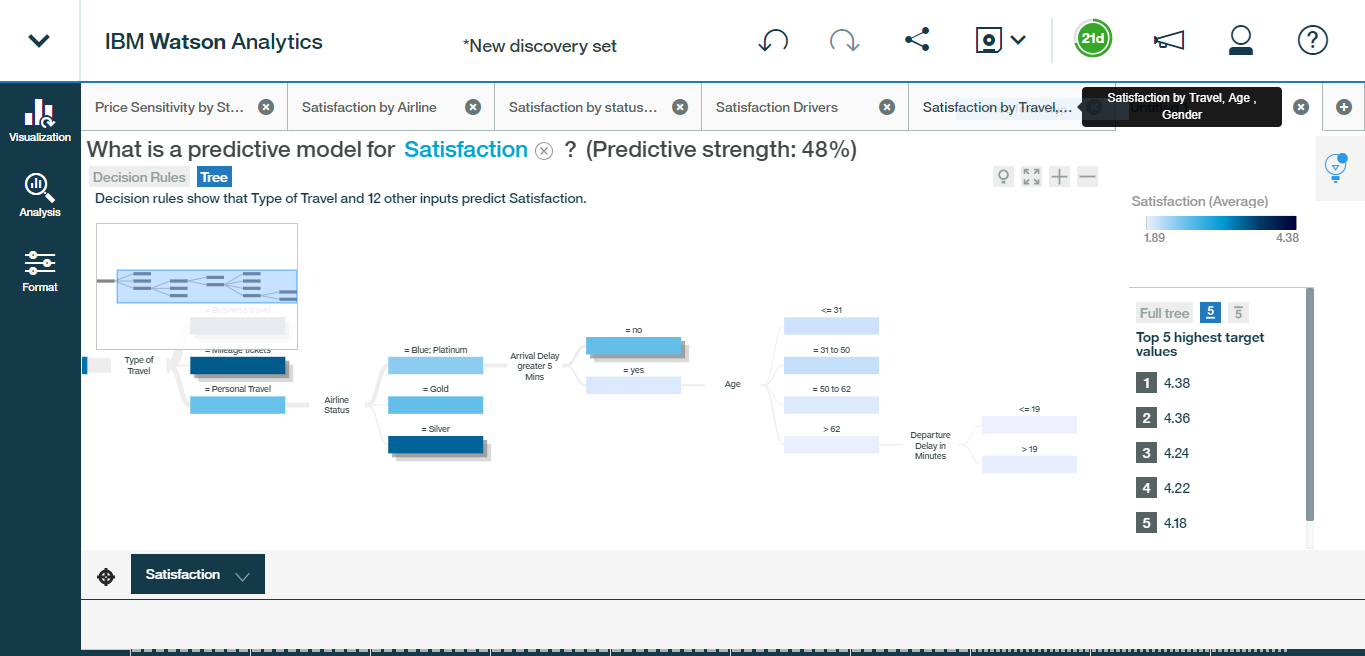 IBM Watson Analytics
*New discovery set
21d
?
Visualization
Analysis
Format
Price Sensitivity by St...
Satisfaction by Airline
Satisfaction by status...
Satisfaction Drivers
Satisfaction by Travel,...
Satisfaction by Travel, Age ,
Gender
What is a predictive model for Satisfaction ? (Predictive strength: 48%)
Decision Rules
Tree
Decision rules show that Type of Travel and 12 other inputs predict Satisfaction.
Satisfaction (Average)
1.89
4.38
= Business travel
Type of
Travel
= Mileage tickets
= Personal Travel
Airline
Status
= Blue; Platinum
= Gold
= Silver
Arrival Delay
greater 5
Mins
= no
= yes
Age
<= 31
= 31 to 50
= 50 to 62
> 62
Departure
Delay in
Minutes
<= 19
> 19
Full tree
5
5
Top 5 highest target
values
1 4.38
2 4.36
3 4.24
4 4.22
5 4.18
Satisfaction